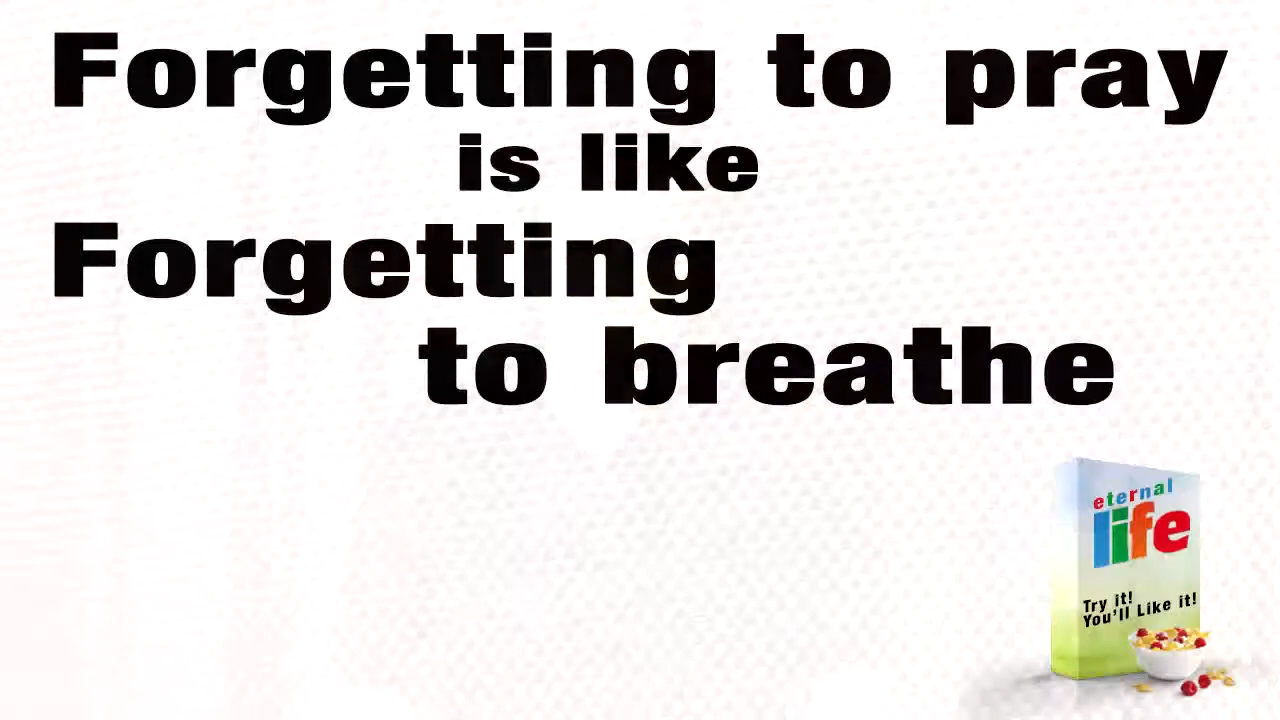 Forgetting to pray
is like
Forgetting
to breathe
eternal
life
Try it!
You'll Like it!